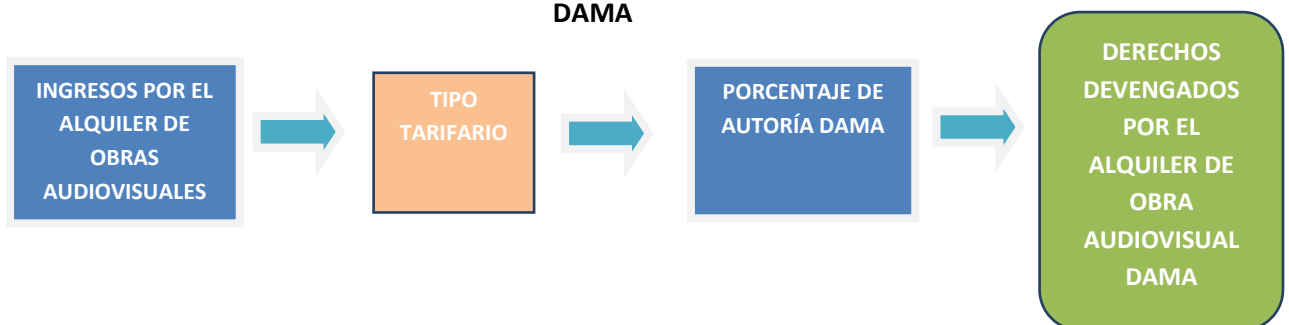 DAMA
INGRESOS POR EL
ALQUILER DE
OBRAS
AUDIOVISUALES
TIPO
TARIFARIO
PORCENTAJE DE
AUTORÍA DAMA
DERECHOS
DEVENGADOS
POR EL
ALQUILER DE
OBRA
AUDIOVISUAL
DAMA